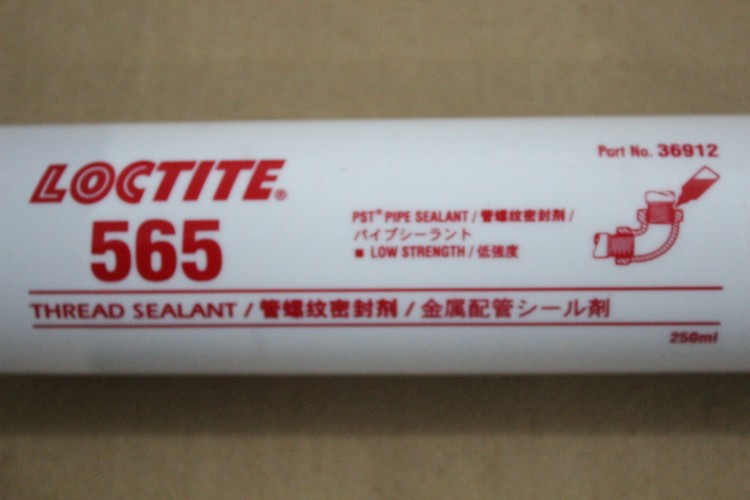 Part No. 36912
LOCTITE®
565
PST® PIPE SEALANT / 管螺纹密封剂 /
パイプシーラント
■ LOW STRENGTH / 低強度
THREAD SEALANT / 管螺纹密封剂 / 金属配管シール剤
250ml